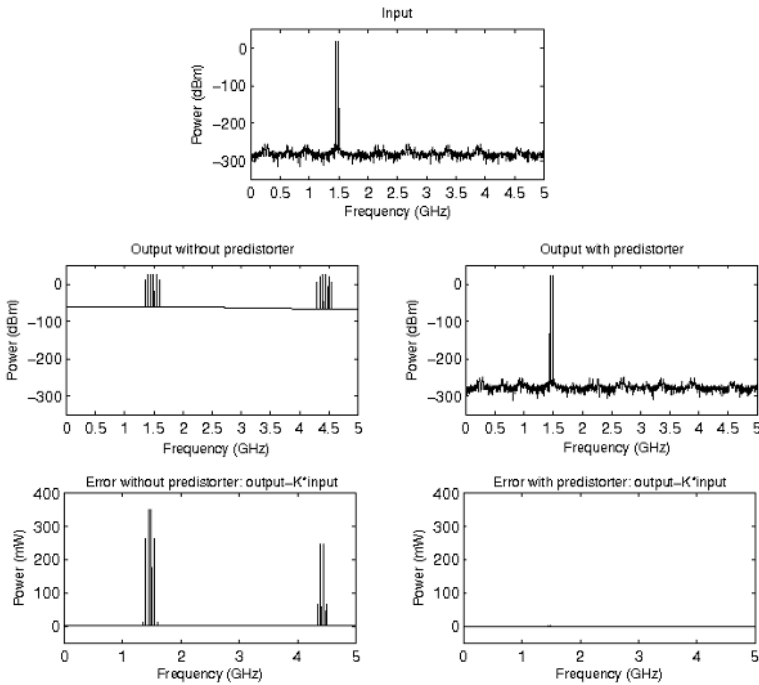 Input
Power (dBm)
0
−100
−200
−300
0 0.5 1 1.5 2 2.5 3 3.5 4 4.5 5
Frequency (GHz)
Output without predistorter
Power (dBm)
0
−100
−200
−300
0 0.5 1 1.5 2 2.5 3 3.5 4 4.5 5
Frequency (GHz)
Output with predistorter
Power (dBm)
0
−100
−200
−300
0 0.5 1 1.5 2 2.5 3 3.5 4 4.5 5
Frequency (GHz)
Error without predistorter: output−K*input
Power (mW)
400
300
200
100
0
0 1 2 3 4 5
Frequency (GHz)
Error with predistorter: output−K*input
Power (mW)
400
300
200
100
0
0 1 2 3 4 5
Frequency (GHz)